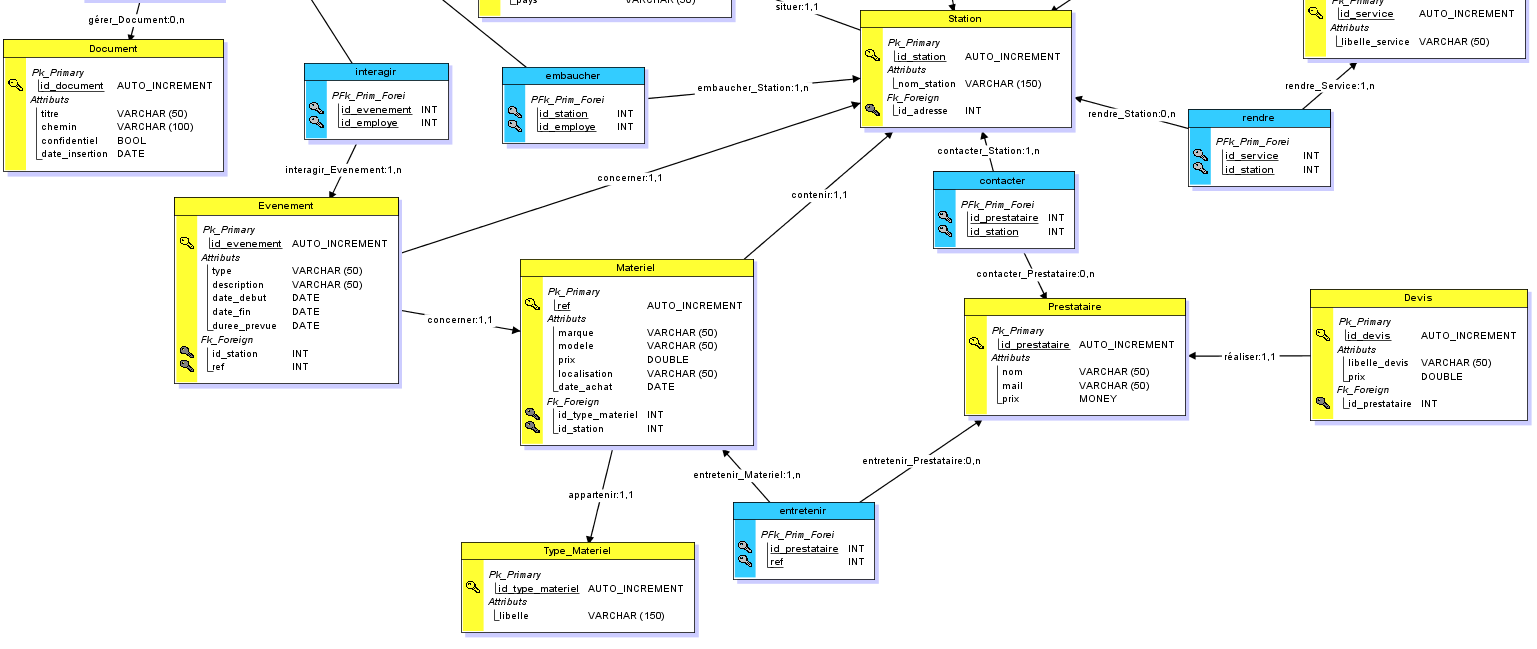 gérer_Document:0,n
Document
Pk_Primary
id_document AUTO_INCREMENT
Attributs
titre VARCHAR (50)
chemin VARCHAR (100)
confidentiel BOOL
date_insertion DATE
interagir
PFk_Prim_Forei
id_evenement INT
id_employe INT
interagir_Evenement:1,n
pays VARCHAR (50)
embaucher
PFk_Prim_Forei
id_station INT
id_employe INT
embaucher_Station:1,n
situer:1,1
Station
Pk_Primary
id_station AUTO_INCREMENT
Attributs
nom_station VARCHAR (150)
Fk_Foreign
id_adresse INT
Pk_Primary
id_service AUTO_INCREMENT
Attributs
libelle_service VARCHAR (50)
rendre_Service:1,n
rendre_Station:0,n
rendre
PFk_Prim_Forei
id_service INT
id_station INT
contacter_Station:1,n
contacter
PFk_Prim_Forei
id_prestataire INT
id_station INT
contacter_Prestataire:0,n
concerner:1,1
contenir:1,1
Evenement
Pk_Primary
id_evenement AUTO_INCREMENT
Attributs
type VARCHAR (50)
description VARCHAR (50)
date_debut DATE
date_fin DATE
duree_prevue DATE
Fk_Foreign
id_station INT
ref INT
concerner:1,1
Materiel
Pk_Primary
ref AUTO_INCREMENT
Attributs
marque VARCHAR (50)
modele VARCHAR (50)
prix DOUBLE
localisation VARCHAR (50)
date_achat DATE
Fk_Foreign
id_type_materiel INT
id_station INT
Prestataire
Pk_Primary
id_prestataire AUTO_INCREMENT
Attributs
nom VARCHAR (50)
mail VARCHAR (50)
prix MONEY
réaliser:1,1
Devis
Pk_Primary
id_devis AUTO_INCREMENT
Attributs
libelle_devis VARCHAR (50)
prix DOUBLE
Fk_Foreign
id_prestataire INT
entretenir_Prestataire:0,n
entretenir_Materiel:1,n
appartenir:1,1
entretenir
PFk_Prim_Forei
id_prestataire INT
ref INT
Type_Materiel
Pk_Primary
id_type_materiel AUTO_INCREMENT
Attributs
libelle VARCHAR (150)